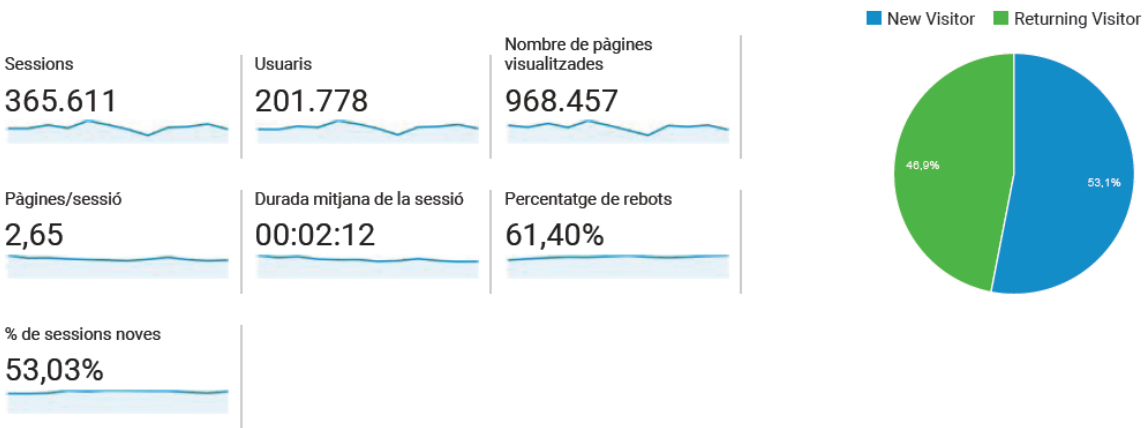 New Visitor
Returning Visitor
Sessions
365.611
Usuaris
201.778
Nombre de pàgines
visualitzades
968.457
Pàgines/sessió
2,65
Durada mitjana de la sessió
00:02:12
Percentatge de rebots
61,40%
% de sessions noves
53,03%
46,9%
53,1%